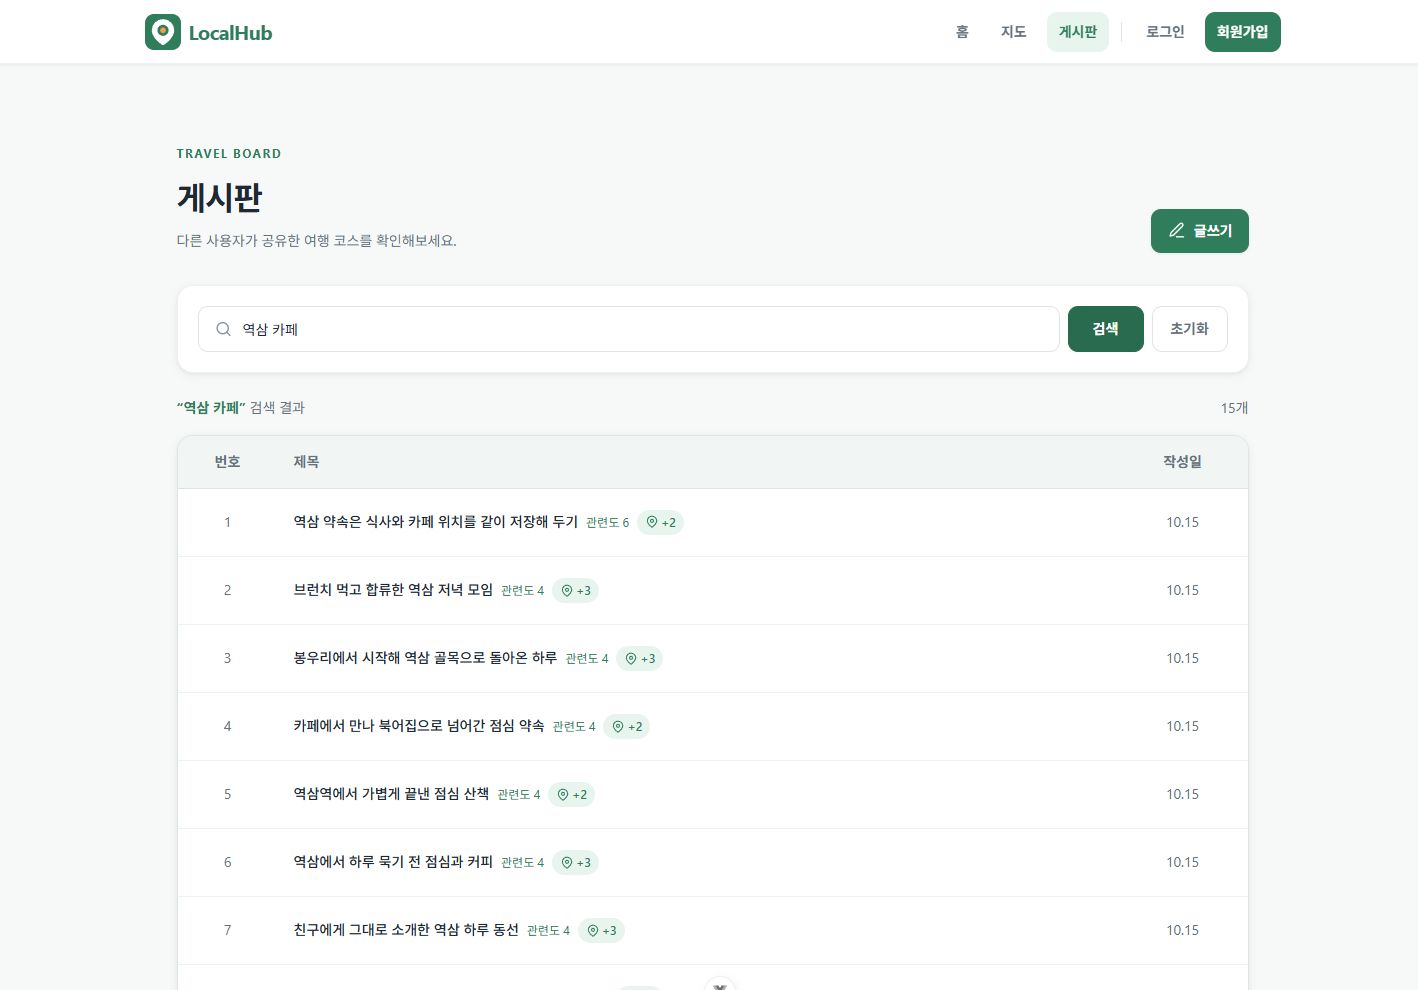 LocalHub
홈 지도 게시판 로그인 회원가입
TRAVEL BOARD
게시판
다른 사용자가 공유한 여행 코스를 확인해보세요.
글쓰기
역삼 카페 검색 초기화
“역삼 카페” 검색 결과 15개
번호 제목 작성일
1 역삼 약속은 식사와 카페 위치를 같이 저장해 두기 관련도 6 +2 10.15
2 브런치 먹고 합류한 역삼 저녁 모임 관련도 4 +3 10.15
3 봉우리에서 시작해 역삼 골목으로 돌아온 하루 관련도 4 +3 10.15
4 카페에서 만나 북어집으로 넘어간 점심 약속 관련도 4 +2 10.15
5 역삼역에서 가볍게 끝낸 점심 산책 관련도 4 +2 10.15
6 역삼에서 하루 묵기 전 점심과 커피 관련도 4 +3 10.15
7 친구에게 그대로 소개한 역삼 하루 동선 관련도 4 +3 10.15